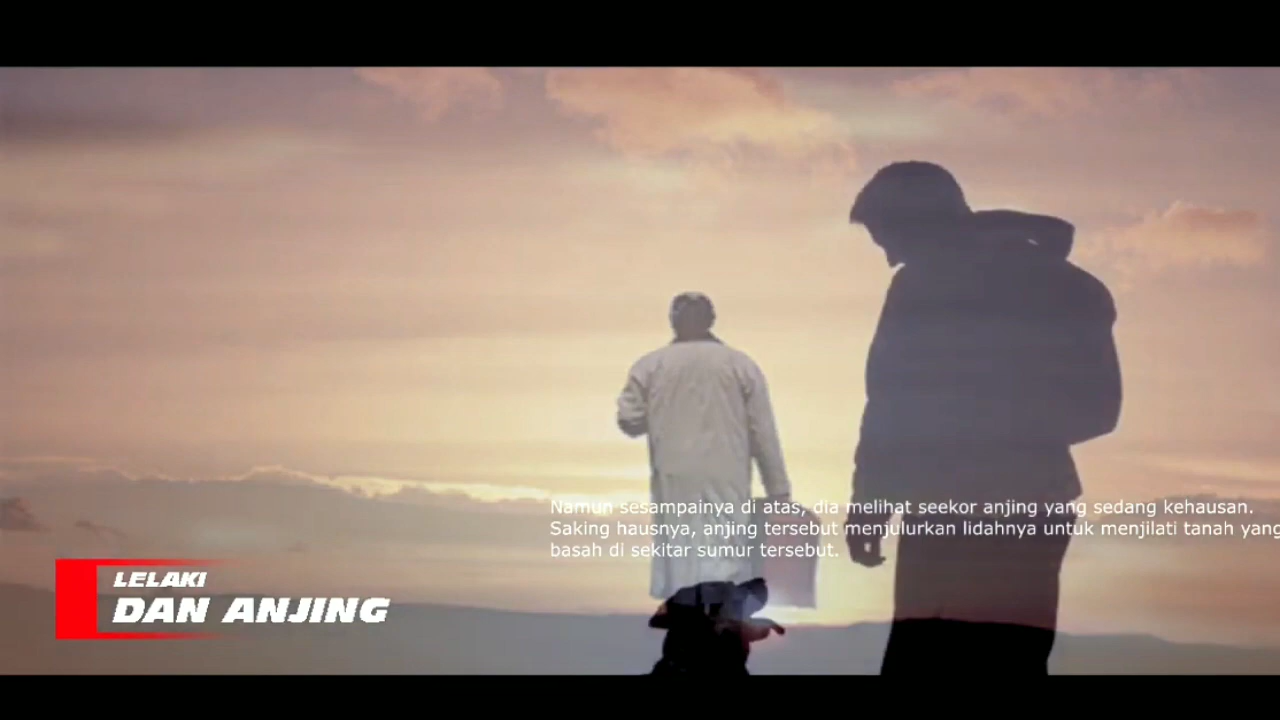 Namun sesampainya di atas, dia melihat seekor anjing yang sedang kehausan.
Saking hausnya, anjing tersebut menjulurkan lidahnya untuk menjilati tanah yang
basah di sekitar sumur tersebut.
LELAKI
DAN ANJING